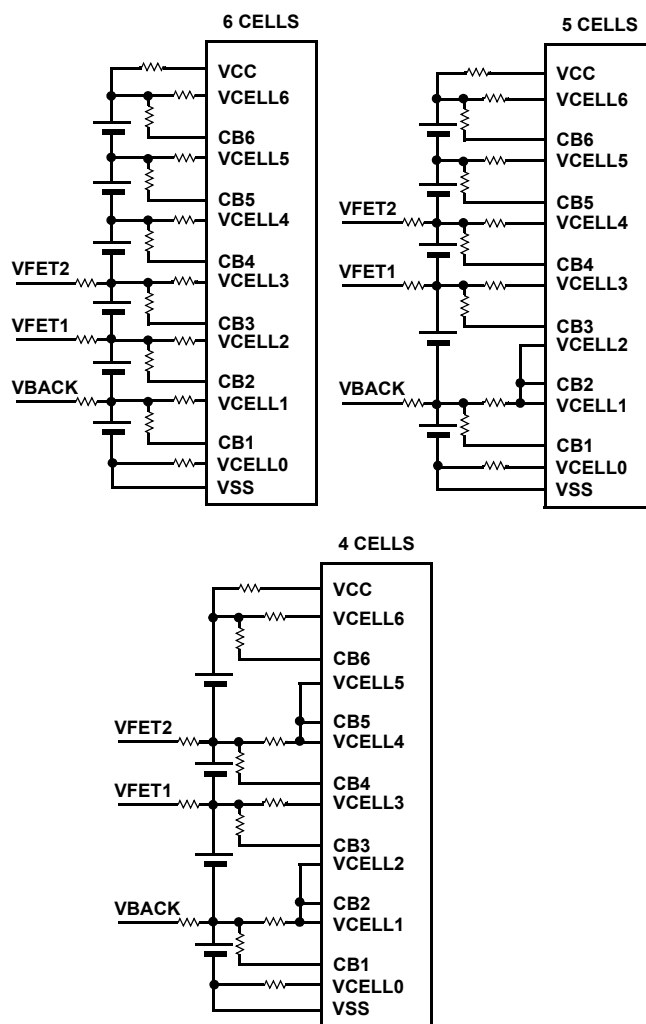 6 CELLS
VCC
VCELL6
CB6
VCELL5
CB5
VCELL4
CB4
VFET2
VCELL3
CB3
VFET1
VCELL2
CB2
VBACK
VCELL1
CB1
VCELL0
VSS
5 CELLS
VCC
VCELL6
CB6
VCELL5
CB5
VFET2
VCELL4
CB4
VFET1
VCELL3
CB3
VCELL2
CB2
VBACK
VCELL1
CB1
VCELL0
VSS
4 CELLS
VCC
VCELL6
CB6
VCELL5
CB5
VFET2
VCELL4
CB4
VFET1
VCELL3
CB3
VCELL2
CB2
VBACK
VCELL1
CB1
VCELL0
VSS